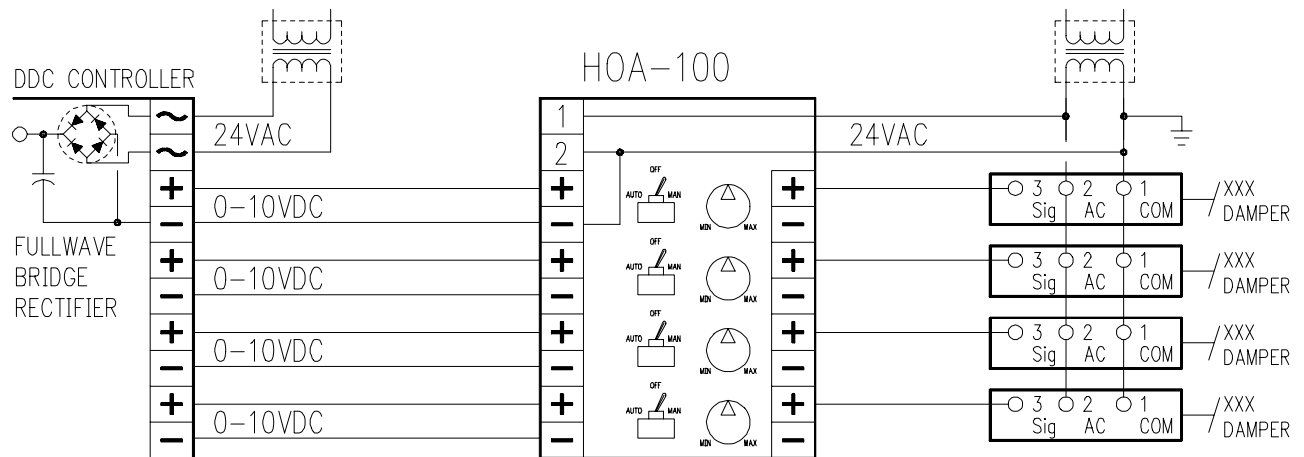 HOA-100
DDC CONTROLLER
24VAC
1
2
24VAC
FULLWAVE
BRIDGE
RECTIFIER
~
~
+
-
+
-
+
-
+
-
0-10VDC
0-10VDC
0-10VDC
0-10VDC
+
-
+
-
+
-
+
-
OFF
AUTO MAN
MIN MAX
OFF
AUTO MAN
MIN MAX
OFF
AUTO MAN
MIN MAX
OFF
AUTO MAN
MIN MAX
+
-
+
-
+
-
+
-
3 2 1
Sig AC COM
XXX
DAMPER
3 2 1
Sig AC COM
XXX
DAMPER
3 2 1
Sig AC COM
XXX
DAMPER
3 2 1
Sig AC COM
XXX
DAMPER